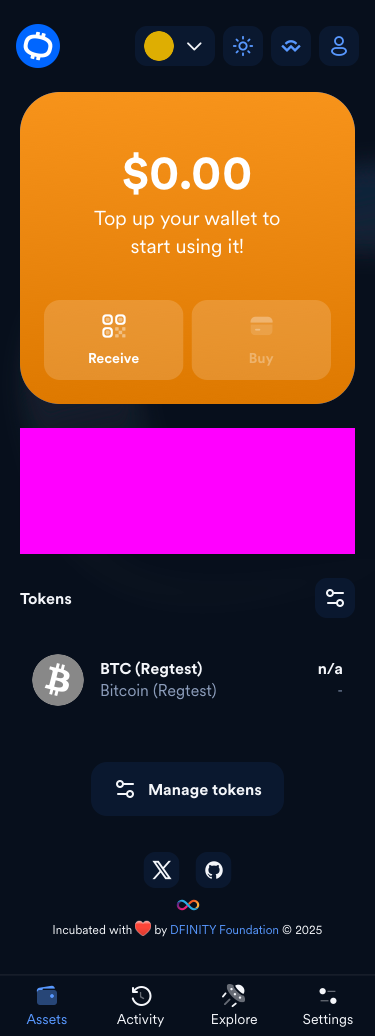 $0.00
Top up your wallet to
start using it!
Receive
Buy
Tokens
BTC (Regtest)
n/a
Bitcoin (Regtest)
-
Manage tokens
Incubated with ❤️ by DFINITY Foundation © 2025
Assets
Activity
Explore
Settings